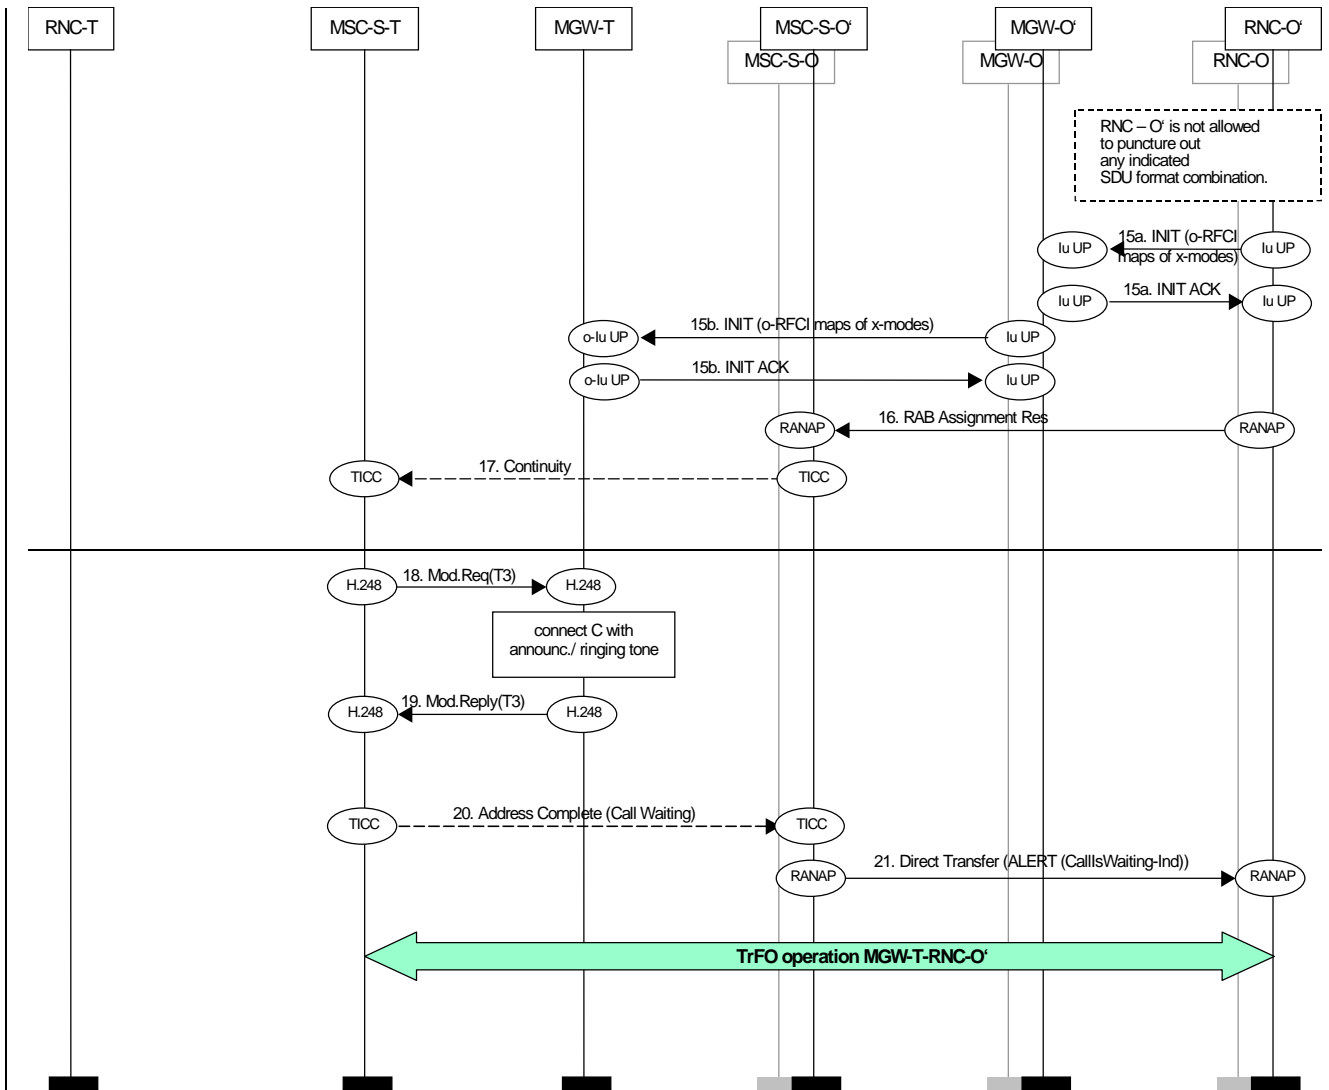 RNC-T
MSC-S-T
MGW-T
MSC-S-O‘
MGW-O‘
RNC-O‘
MSC-S-O
MGW-O
RNC-O
RNC – O‘ is not allowed
to puncture out
any indicated
SDU format combination.
Iu UP
15a. INIT (o-RFCI
maps of x-modes)
Iu UP
Iu UP
15a. INIT ACK
Iu UP
o-Iu UP
15b. INIT (o-RFCI maps of x-modes)
Iu UP
o-Iu UP
15b. INIT ACK
Iu UP
RANAP
16. RAB Assignment Res
RANAP
TICC
17. Continuity
TICC
H.248
18. Mod.Req(T3)
H.248
connect C with
announc./ ringing tone
H.248
19. Mod.Reply(T3)
H.248
TICC
20. Address Complete (Call Waiting)
TICC
RANAP
21. Direct Transfer (ALERT (CallIsWaiting-Ind))
RANAP
TrFO operation MGW-T-RNC-O‘